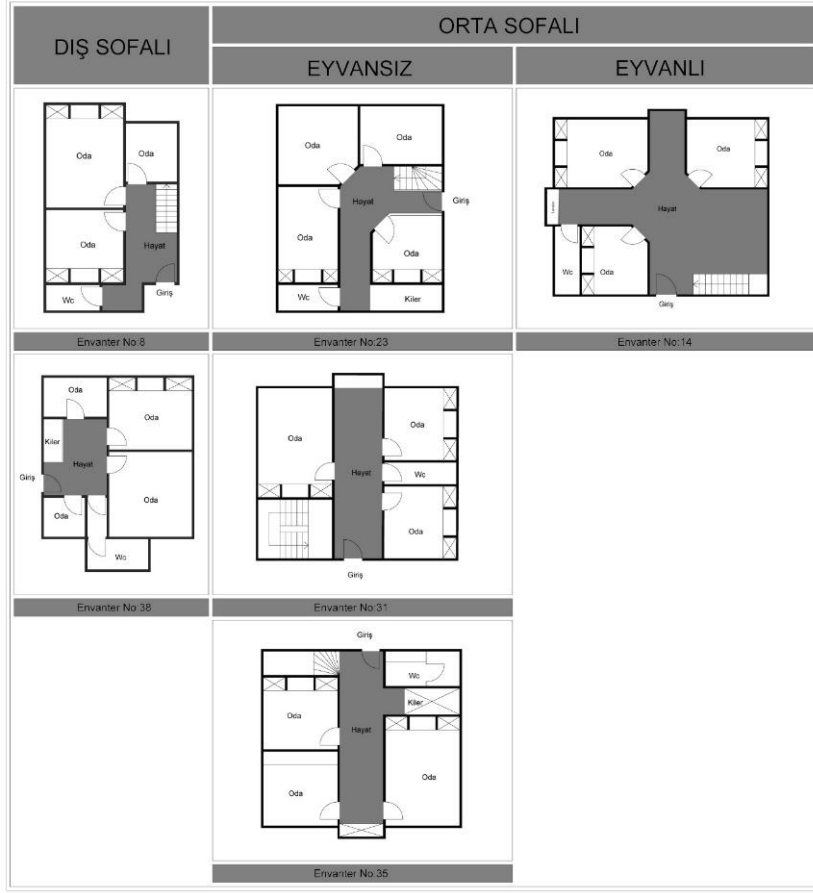 DIŞ SOFALI
ORTA SOFALI
EYVANSIZ
EYVANLI
Oda
Oda
Oda
Hayat
Wc
Giriş
Envanter No:8
Oda
Oda
Hayat
Giriş
Oda
Oda
Wc
Kiler
Envanter No:23
Oda
Oda
Hayat
Wc
Oda
Giriş
Envanter No:14
Oda
Oda
Kiler
Hayat
Giriş
Oda
Oda
Wc
Envanter No:38
Oda
Oda
Hayat
Wc
Oda
Giriş
Envanter No:31
Giriş
Wc
Kiler
Oda
Hayat
Oda
Oda
Envanter No:35